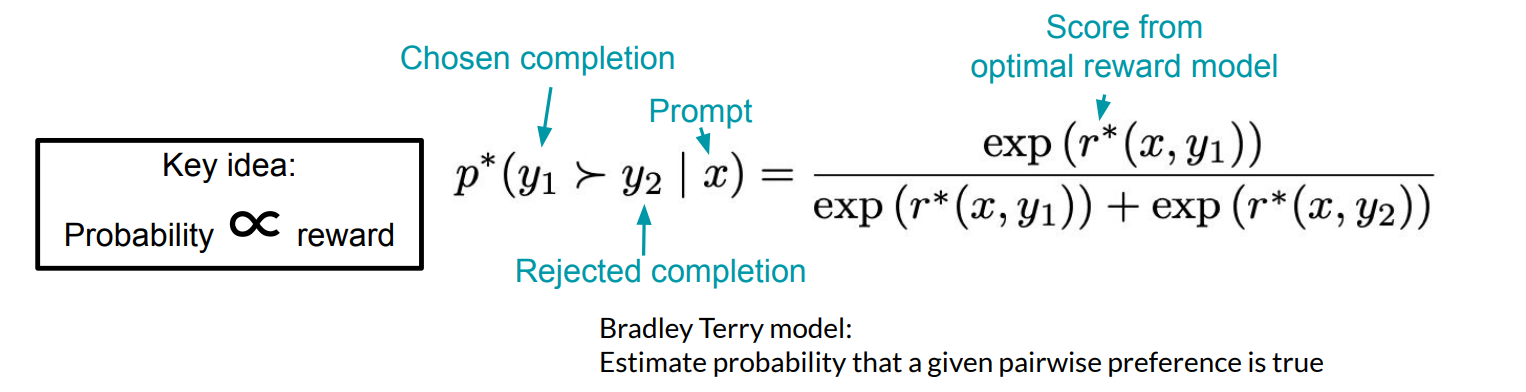 Score from
optimal reward model
Chosen completion
Prompt
Key idea:
Probability ∝ reward
p*(y₁ ≻ y₂ | x) = exp (r*(x, y₁)) / exp (r*(x, y₁)) + exp (r*(x, y₂))
Rejected completion
Bradley Terry model:
Estimate probability that a given pairwise preference is true